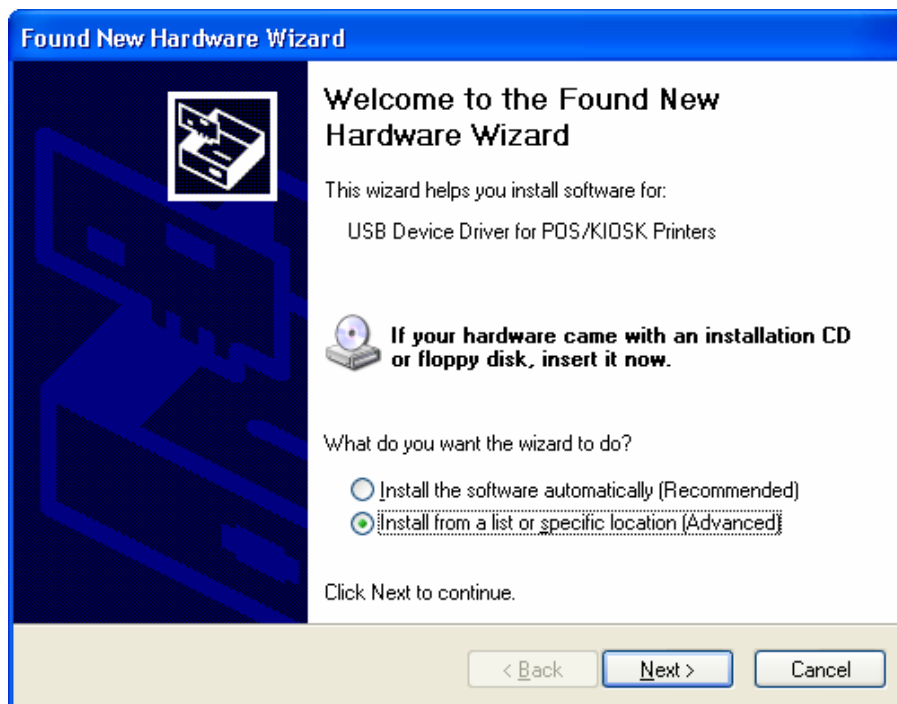 Found New Hardware Wizard
Welcome to the Found New
Hardware Wizard
This wizard helps you install software for:
USB Device Driver for POS/KIOSK Printers
If your hardware came with an installation CD
or floppy disk, insert it now.
What do you want the wizard to do?
Install the software automatically (Recommended)
Install from a list or specific location (Advanced)
Click Next to continue.
< Back Next > Cancel